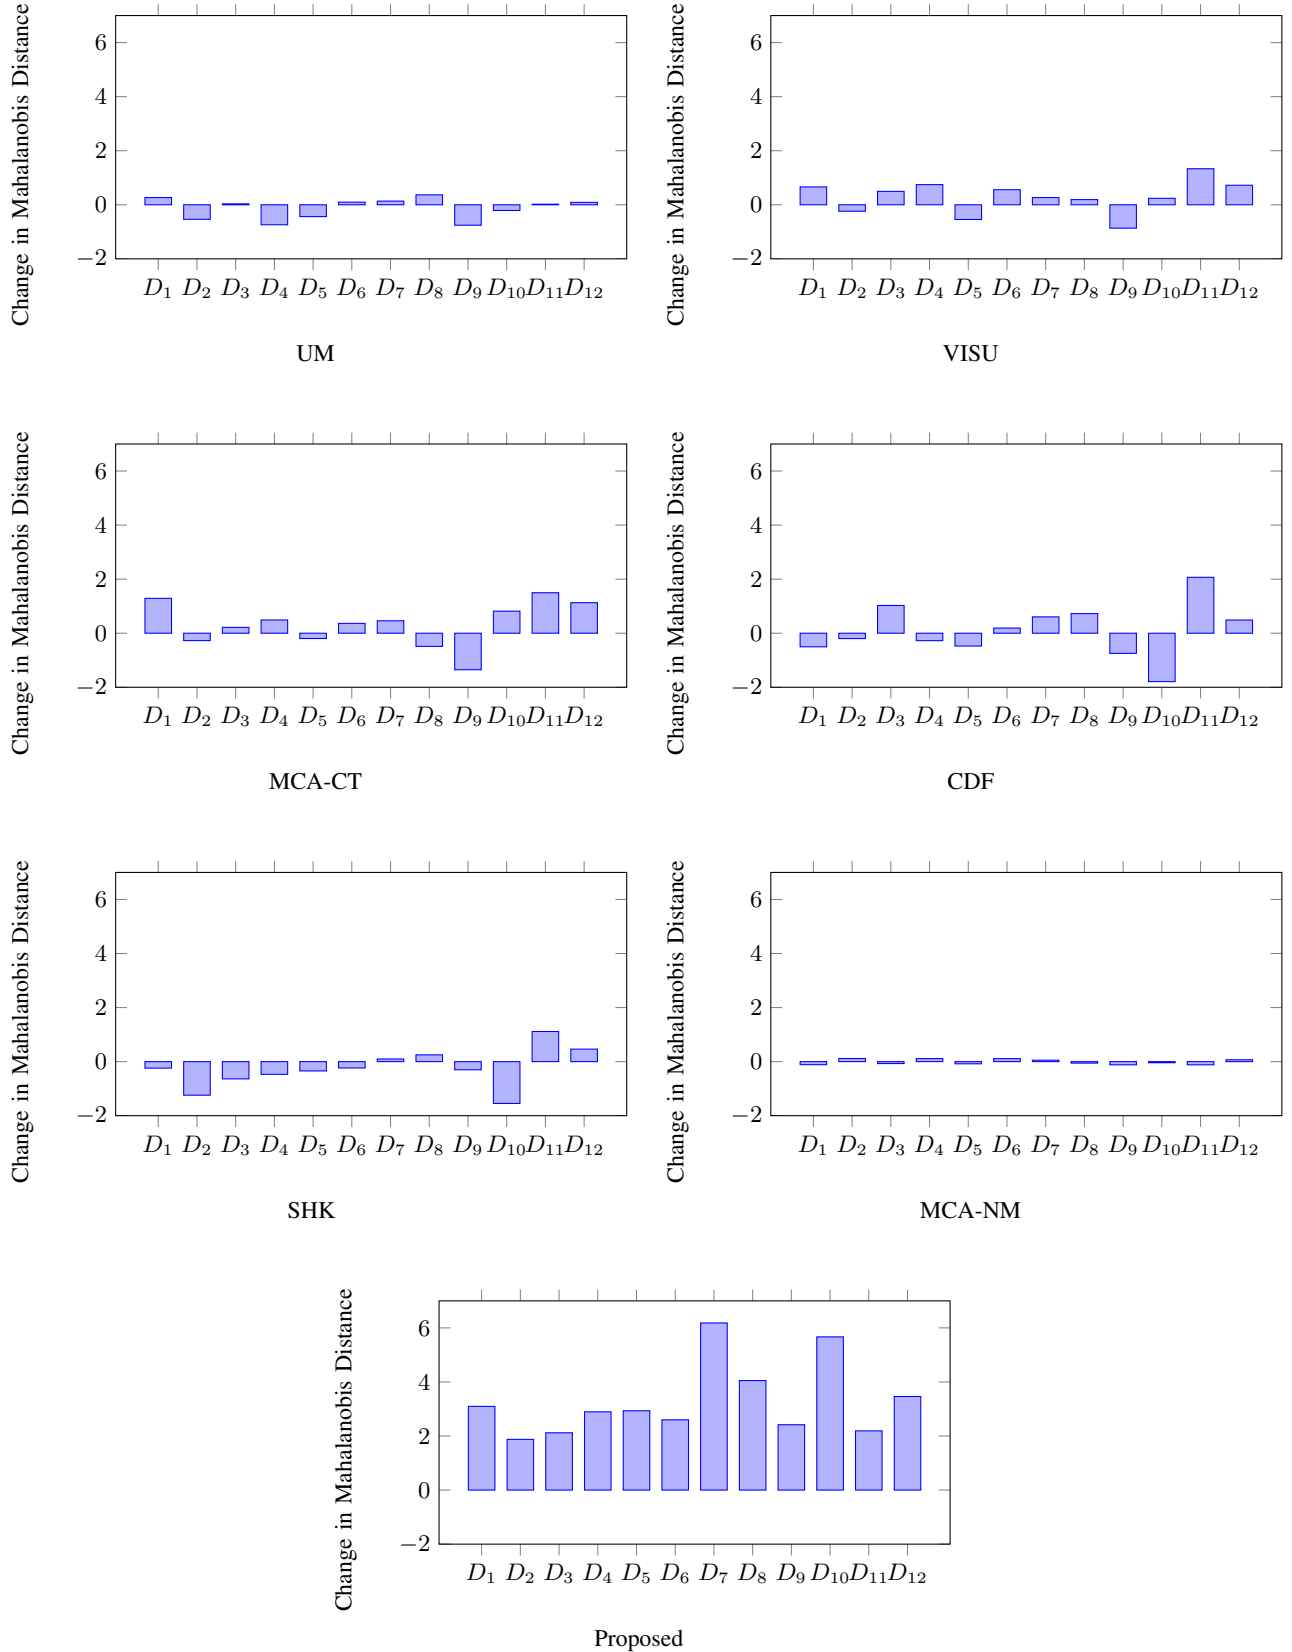 Change in Mahalanobis Distance
6
4
2
0
−2
D1 D2 D3 D4 D5 D6 D7 D8 D9 D10 D11 D12
UM
Change in Mahalanobis Distance
6
4
2
0
−2
D1 D2 D3 D4 D5 D6 D7 D8 D9 D10 D11 D12
VISU
Change in Mahalanobis Distance
6
4
2
0
−2
D1 D2 D3 D4 D5 D6 D7 D8 D9 D10 D11 D12
MCA-CT
Change in Mahalanobis Distance
6
4
2
0
−2
D1 D2 D3 D4 D5 D6 D7 D8 D9 D10 D11 D12
CDF
Change in Mahalanobis Distance
6
4
2
0
−2
D1 D2 D3 D4 D5 D6 D7 D8 D9 D10 D11 D12
SHK
Change in Mahalanobis Distance
6
4
2
0
−2
D1 D2 D3 D4 D5 D6 D7 D8 D9 D10 D11 D12
MCA-NM
Change in Mahalanobis Distance
6
4
2
0
−2
D1 D2 D3 D4 D5 D6 D7 D8 D9 D10 D11 D12
Proposed